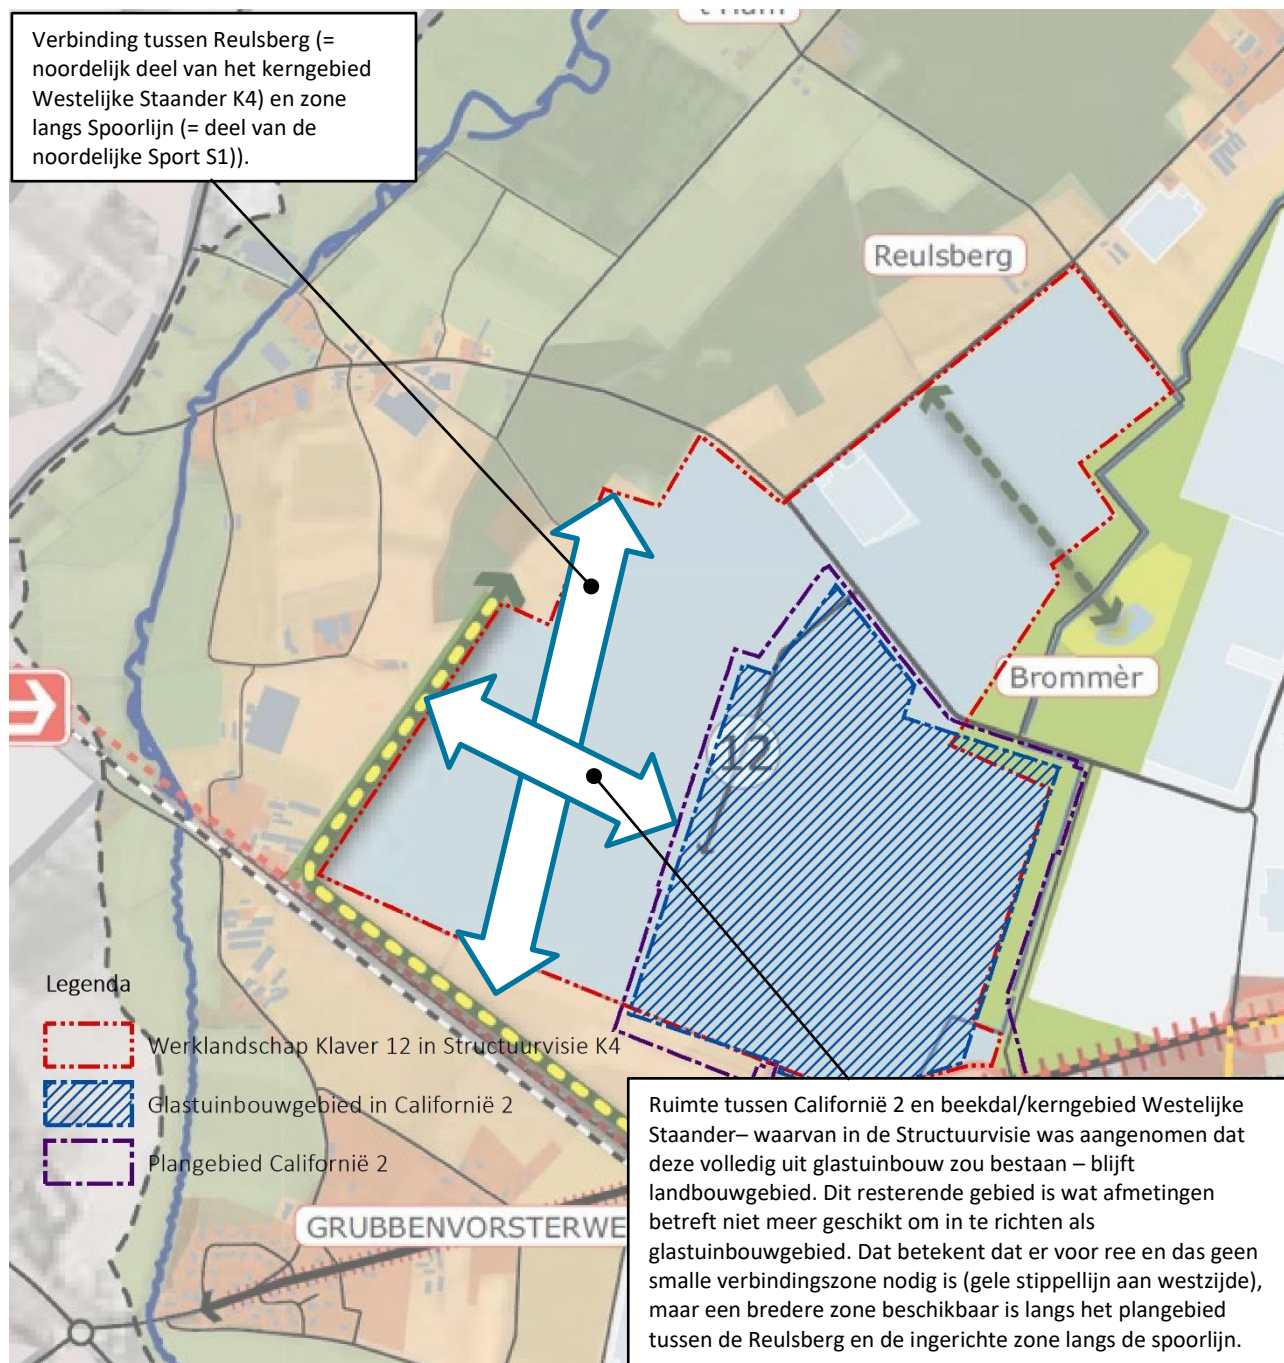 't Ham
Verbinding tussen Reulsberg (=
noordelijk deel van het kerngebied
Westelijke Staander K4) en zone
langs Spoorlijn (= deel van de
noordelijke Sport S1)).
Reulsberg
Brommèr
12
Legenda
Werklandschap Klaver 12 in Structuurvisie K4
Glastuinbouwgebied in Californië 2
Plangebied Californië 2
GRUBBENVORSTERWE
Ruimte tussen Californië 2 en beekdal/kerngebied Westelijke
Staander– waarvan in de Structuurvisie was aangenomen dat
deze volledig uit glastuinbouw zou bestaan – blijft
landbouwgebied. Dit resterende gebied is wat afmetingen
betreft niet meer geschikt om in te richten als
glastuinbouwgebied. Dat betekent dat er voor ree en das geen
smalle verbindingszone nodig is (gele stippellijn aan westzijde),
maar een bredere zone beschikbaar is langs het plangebied
tussen de Reulsberg en de ingerichte zone langs de spoorlijn.